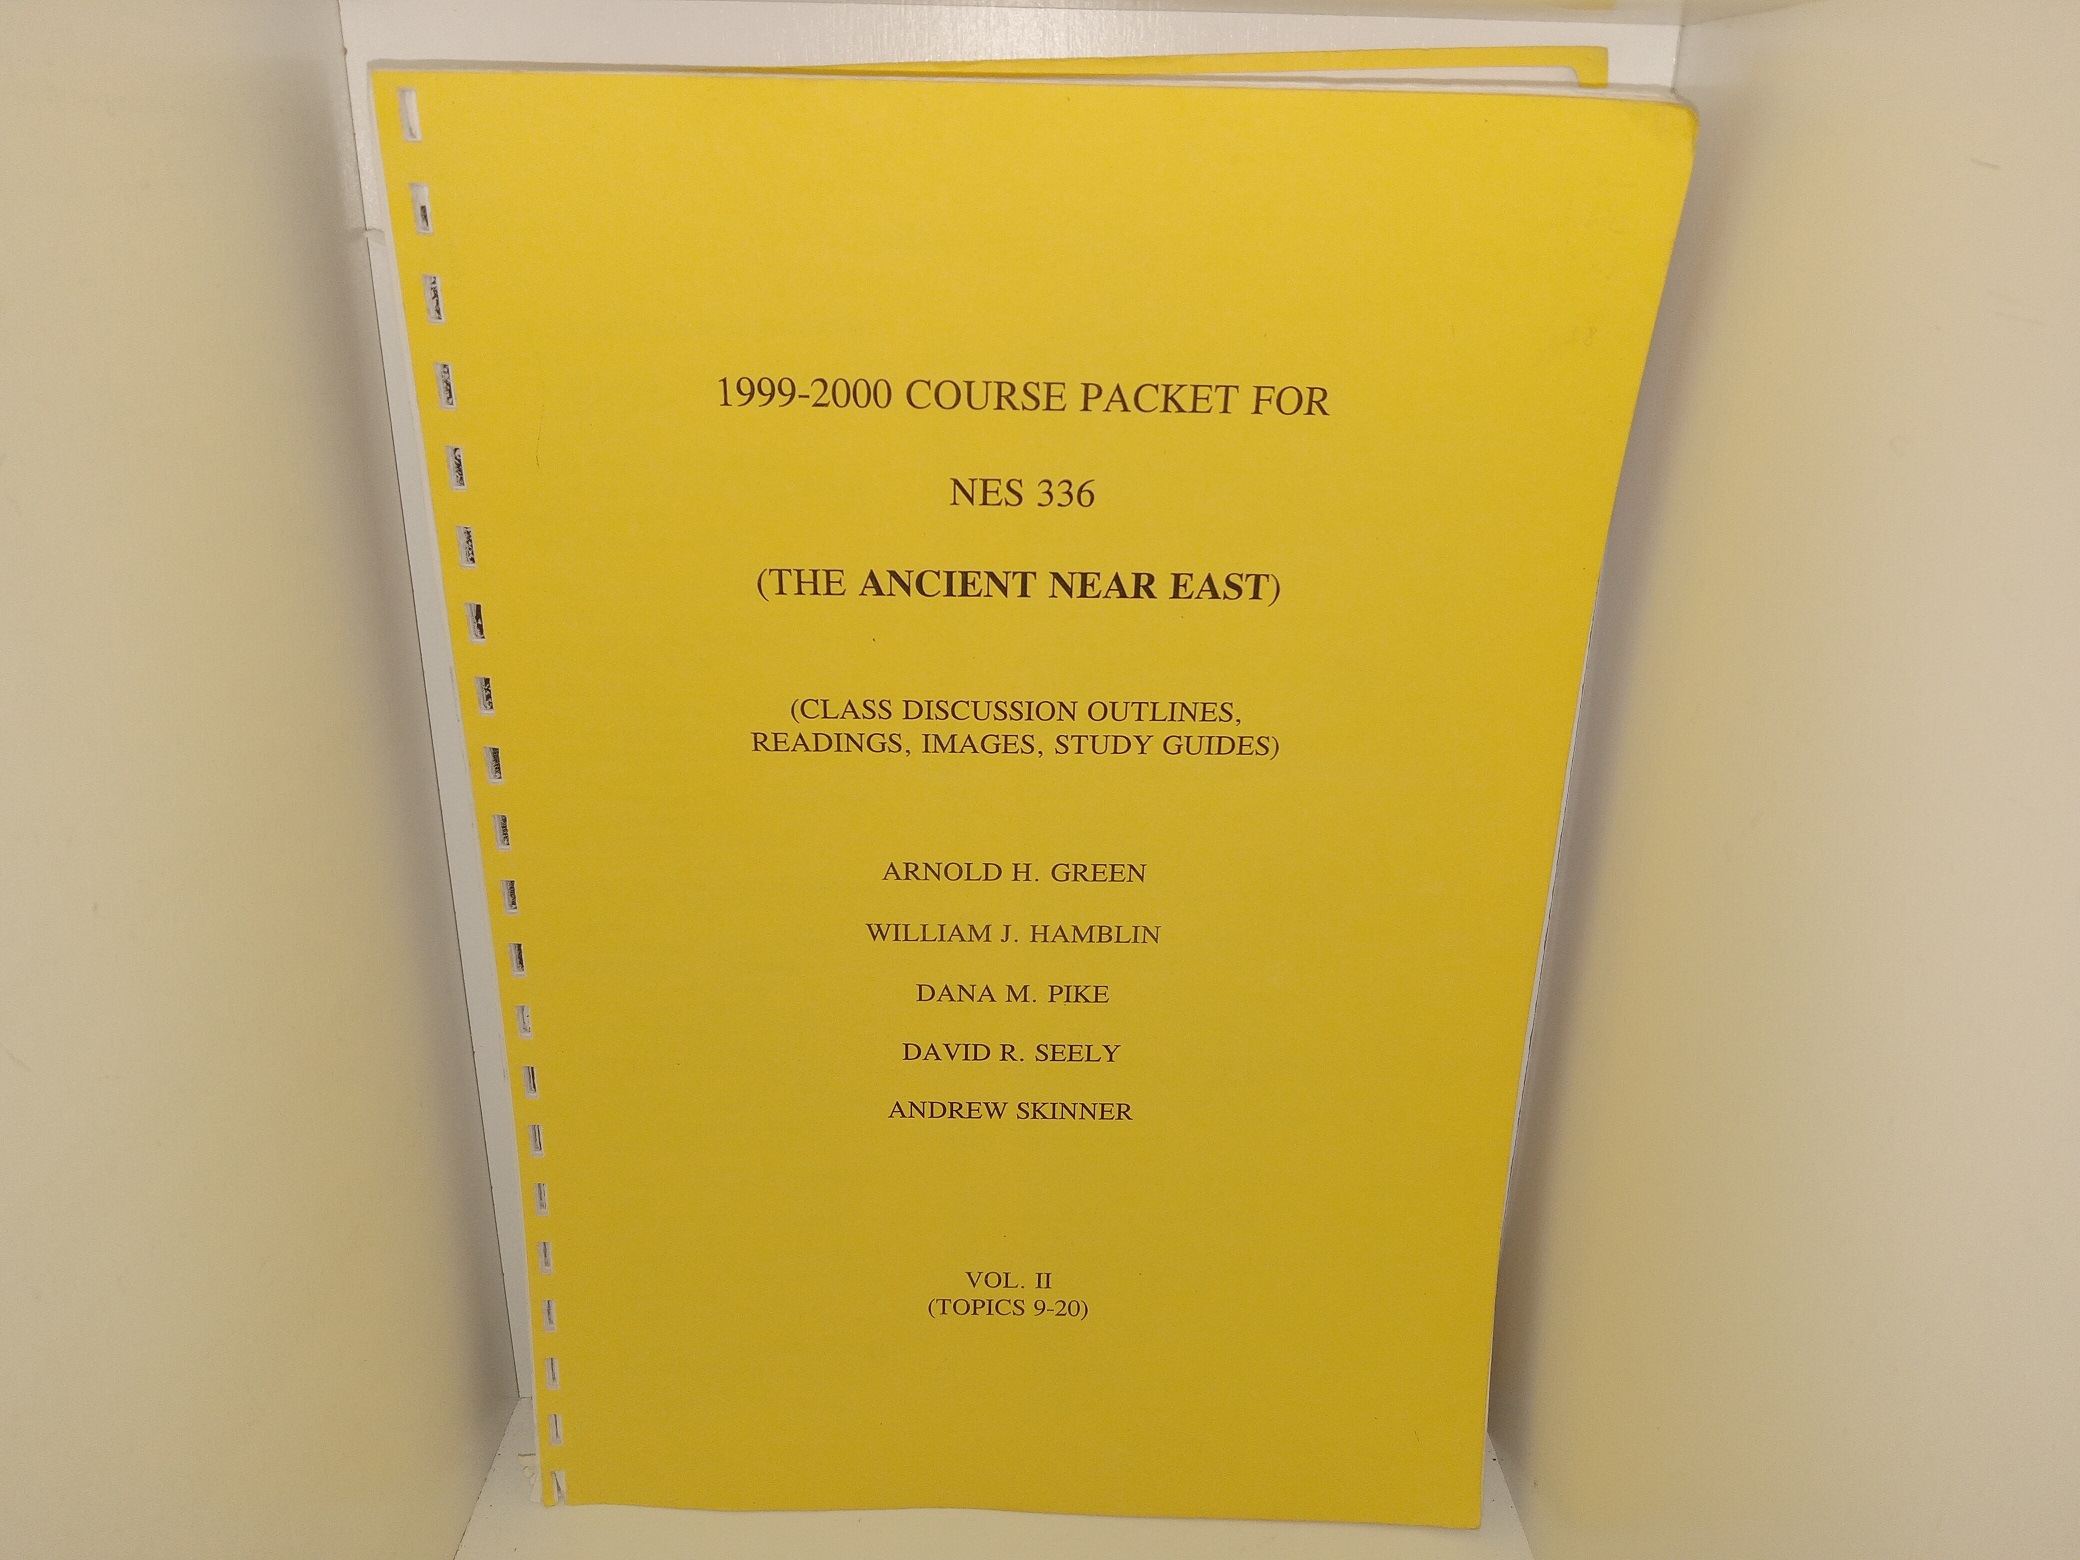 1999-2000 COURSE PACKET FOR
NES 336
(THE ANCIENT NEAR EAST)
(CLASS DISCUSSION OUTLINES,
READINGS, IMAGES, STUDY GUIDES)
ARNOLD H. GREEN
WILLIAM J. HAMBLIN
DANA M. PIKE
DAVID R. SEELY
ANDREW SKINNER
VOL. II
(TOPICS 9-20)